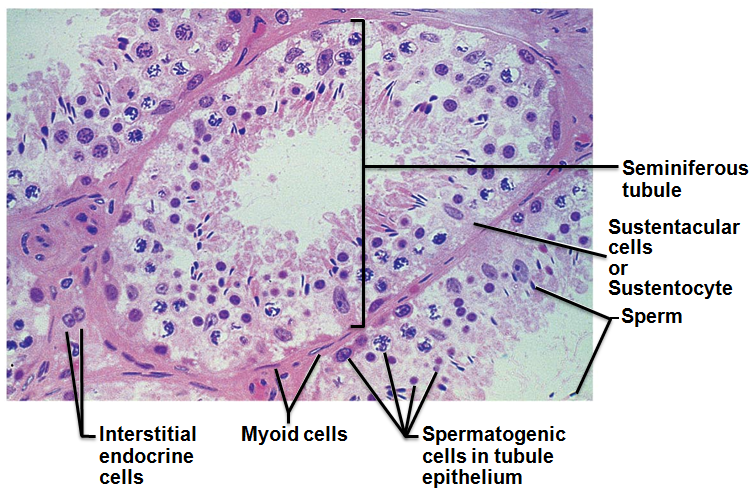 Seminiferous
tubule
Sustentacular
cells
or
Sustentocyte
Sperm
Interstitial
endocrine
cells
Myoid cells
Spermatogenic
cells in tubule
epithelium